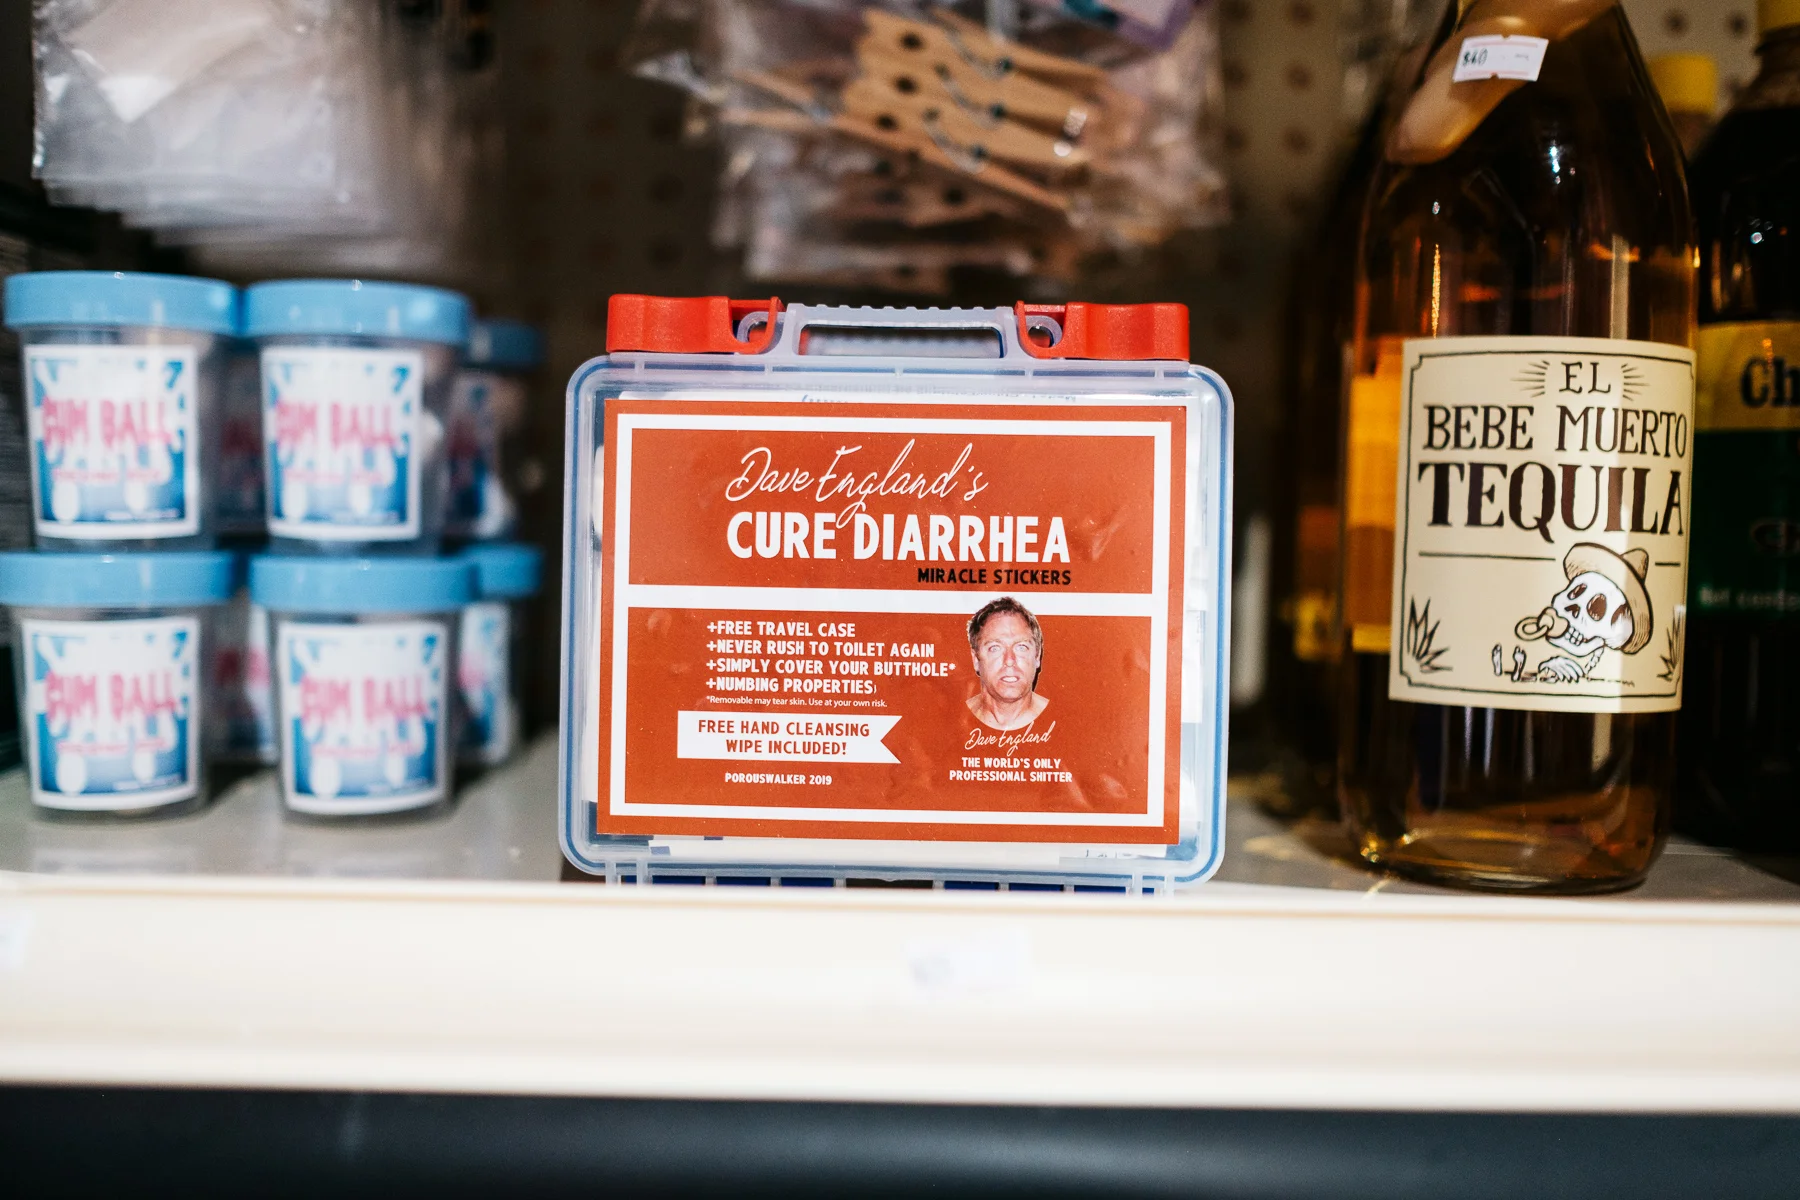 Dave England's
CURE DIARRHEA
MIRACLE STICKERS
+FREE TRAVEL CASE
+NEVER RUSH TO TOILET AGAIN
+SIMPLY COVER YOUR BUTTHOLE*
+NUMBING PROPERTIES
*Removable may tear skin. Use at your own risk.
FREE HAND CLEANSING
WIPE INCLUDED!
POROUSWALKER 2019
Dave England
THE WORLD'S ONLY
PROFESSIONAL SHITTER
$40
EL
BEBE MUERTO
TEQUILA
CUM BALL
CUM BALL
CUM BALL
CUM BALL